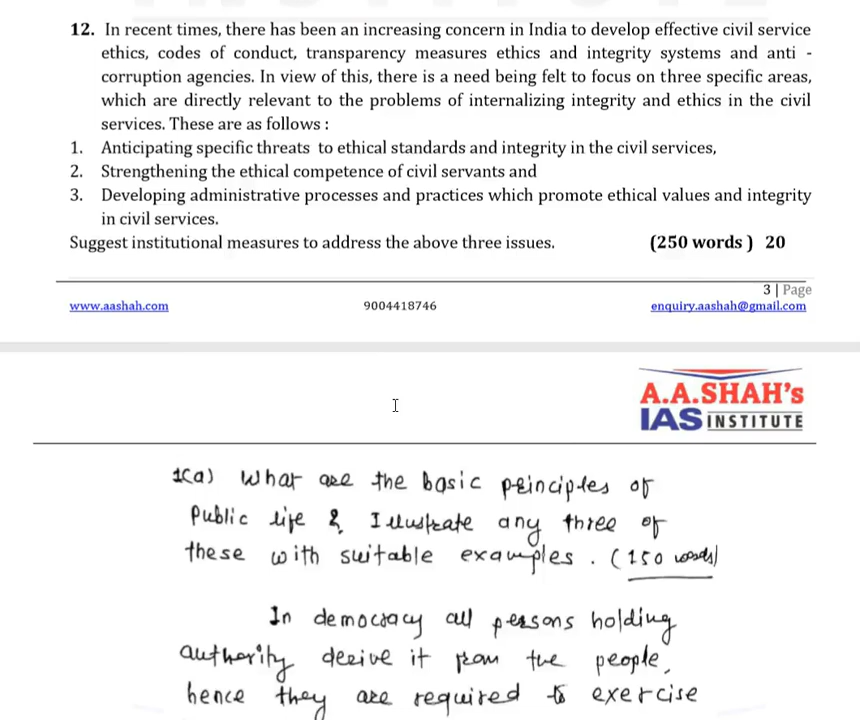 12. In recent times, there has been an increasing concern in India to develop effective civil service
ethics, codes of conduct, transparency measures ethics and integrity systems and anti -
corruption agencies. In view of this, there is a need being felt to focus on three specific areas,
which are directly relevant to the problems of internalizing integrity and ethics in the civil
services. These are as follows :
1. Anticipating specific threats to ethical standards and integrity in the civil services,
2. Strengthening the ethical competence of civil servants and
3. Developing administrative processes and practices which promote ethical values and integrity
in civil services.
Suggest institutional measures to address the above three issues. (250 words ) 20
3 | Page
www.aashah.com 9004418746 enquiry.aashah@gmail.com
A.A.SHAH's
IAS INSTITUTE
1(a) What are the basic principles of
Public life & Illustrate any three of
these with suitable examples. (150 words)
In democracy all persons holding
authority derive it from the people,
hence they are required to exercise